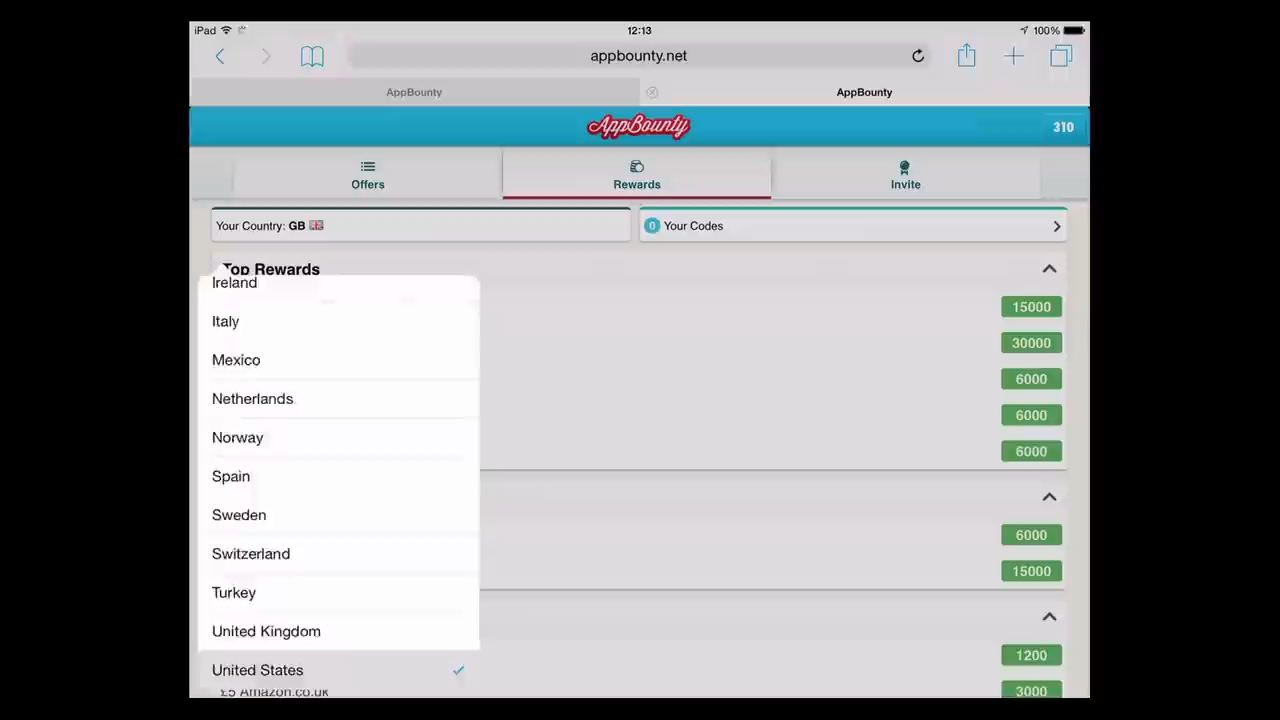 iPad 12:13 100%
appbounty.net
AppBounty AppBounty
AppBounty 310
Offers Rewards Invite
Your Country: GB 0 Your Codes
Top Rewards
Ireland
Italy 15000
30000
Mexico
6000
Netherlands
6000
Norway
6000
Spain
Sweden
6000
Switzerland
15000
Turkey
United Kingdom
1200
United States
£5 Amazon.co.uk 3000